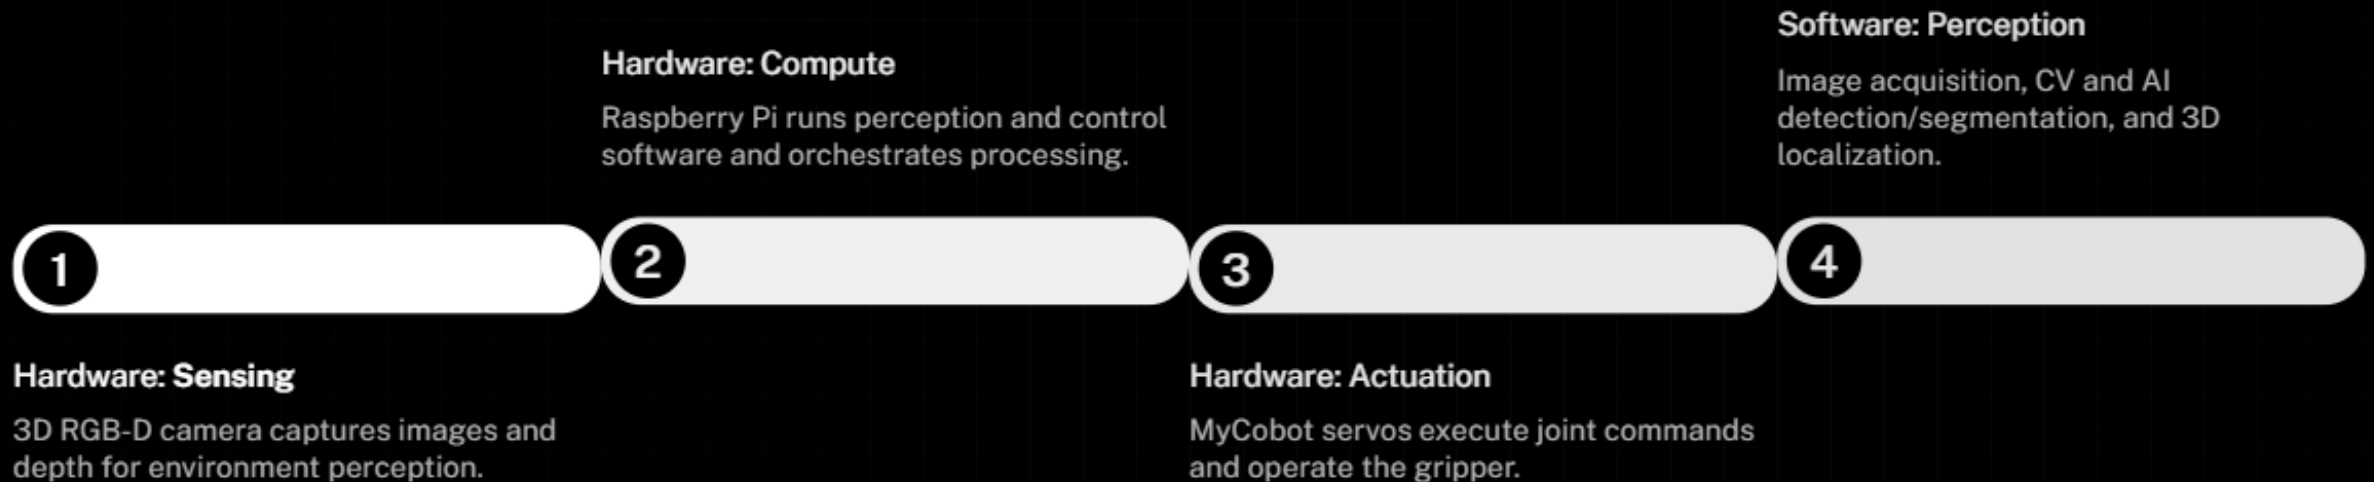 1
Hardware: Sensing
3D RGB-D camera captures images and
depth for environment perception.
Hardware: Compute
Raspberry Pi runs perception and control
software and orchestrates processing.
2
3
Hardware: Actuation
MyCobot servos execute joint commands
and operate the gripper.
Software: Perception
Image acquisition, CV and AI
detection/segmentation, and 3D
localization.
4